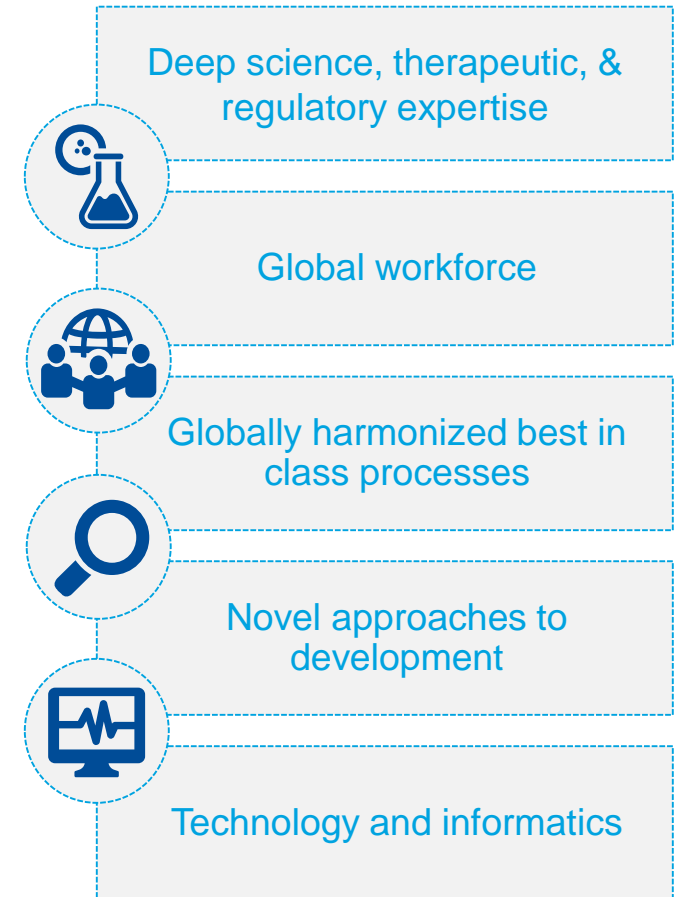 Deep science, therapeutic, &
regulatory expertise
Global workforce
Globally harmonized best in
class processes
Novel approaches to
development
Technology and informatics